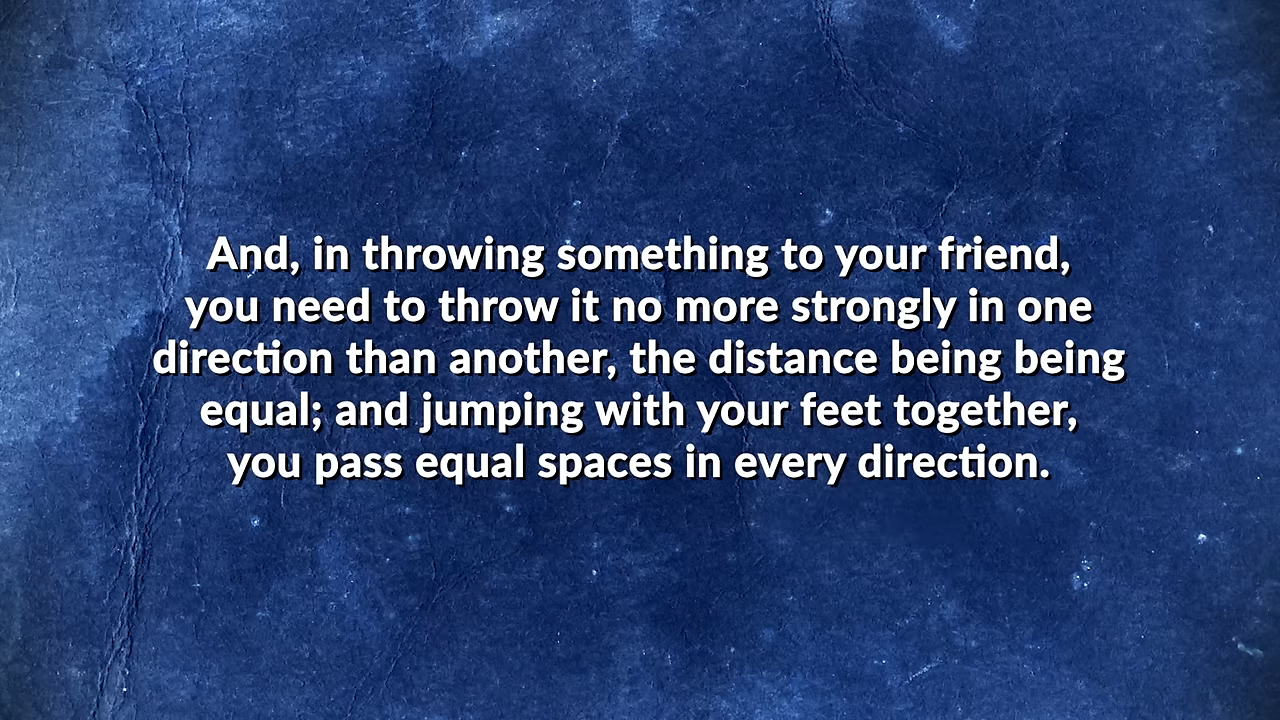 And, in throwing something to your friend,
you need to throw it no more strongly in one
direction than another, the distance being being
equal; and jumping with your feet together,
you pass equal spaces in every direction.